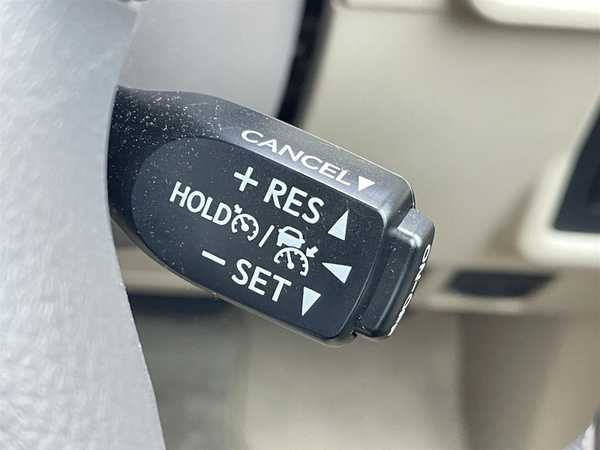 CANCEL▼
+ RES ▲
HOLD /
− SET ▼